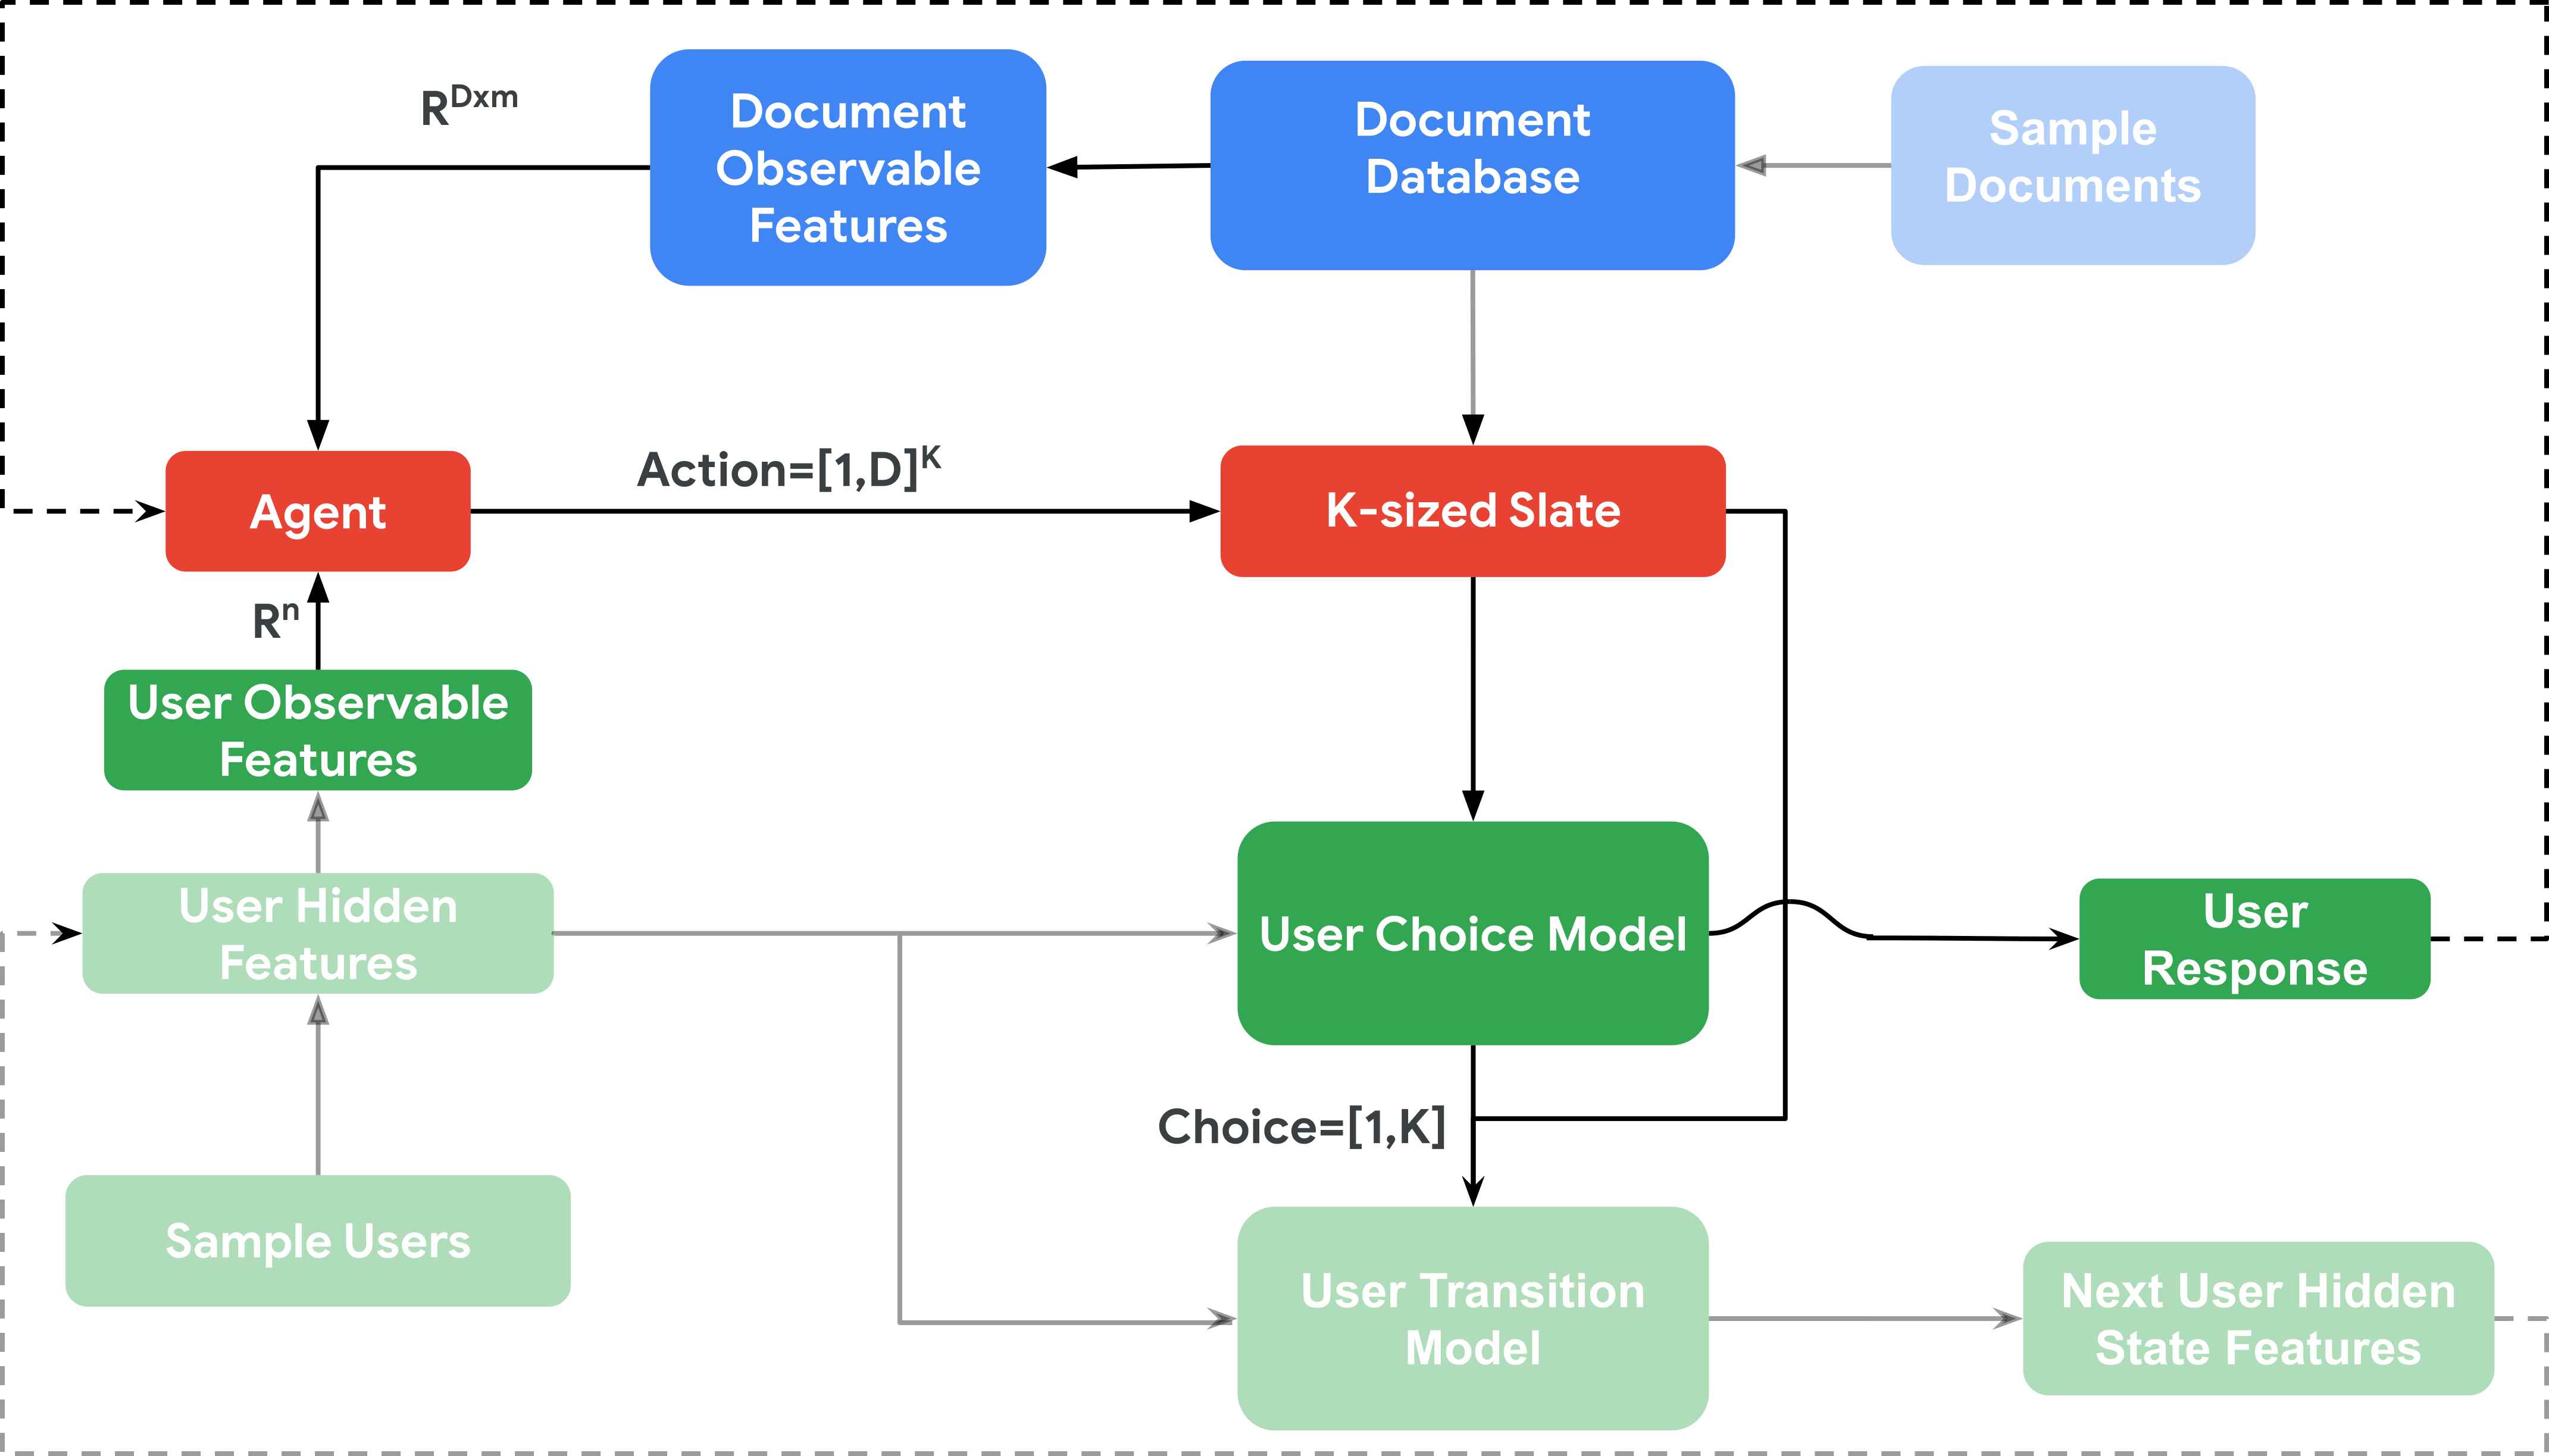 R^Dxm
Document
Observable
Features
Document
Database
Sample
Documents
Agent
Action=[1,D]^K
K-sized Slate
R^n
User Observable
Features
User Hidden
Features
User Choice Model
User
Response
Choice=[1,K]
Sample Users
User Transition
Model
Next User Hidden
State Features